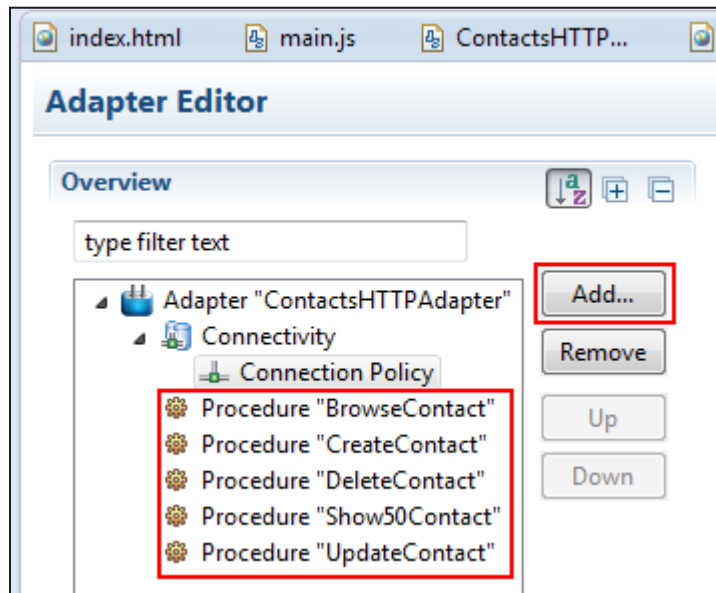 index.html main.js ContactsHTTP...
Adapter Editor
Overview
type filter text
Adapter "ContactsHTTPAdapter"
Connectivity
Connection Policy
Procedure "BrowseContact"
Procedure "CreateContact"
Procedure "DeleteContact"
Procedure "Show50Contact"
Procedure "UpdateContact"
Add...
Remove
Up
Down